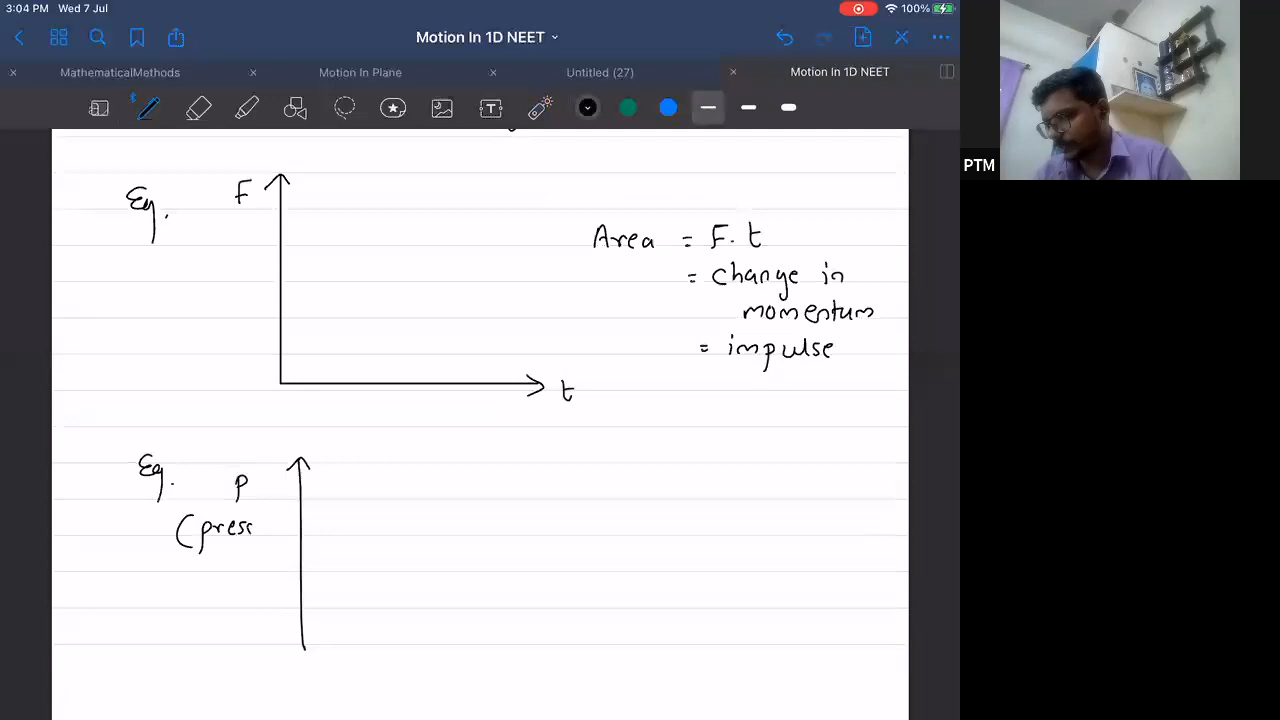 3:04 PM Wed 7 Jul
100%
Motion In 1D NEET
MathematicalMethods
Motion In Plane
Untitled (27)
Motion In 1D NEET
Eg.
F
Area = F. t
= change in
momentum
= impulse
t
Eg.
P
(press
PTM